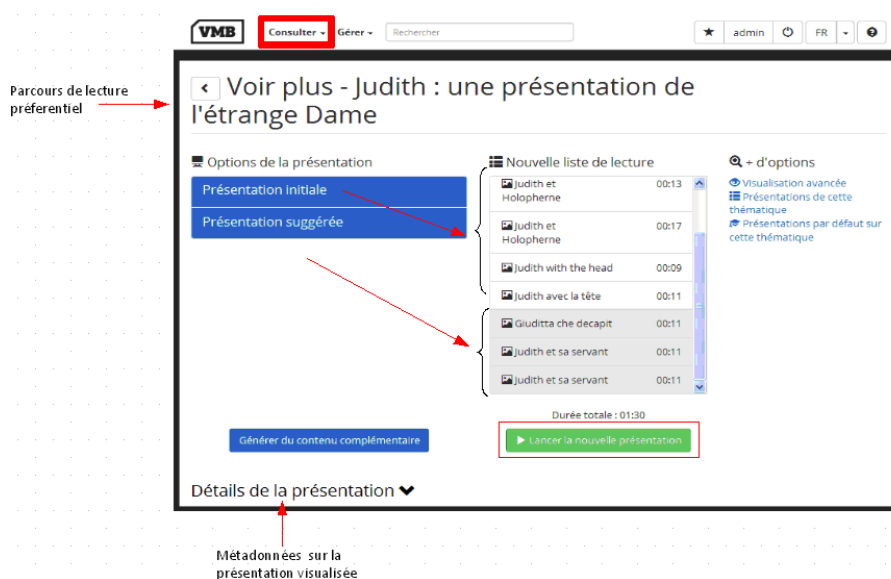 VMB Consulter Gérer Rechercher admin FR
Parcours de lecture
préferentiel
Voir plus - Judith : une présentation de
l'étrange Dame
Options de la présentation
Présentation initiale
Présentation suggérée
Nouvelle liste de lecture
Judith et 00:13
Holopherne
Judith et 00:17
Holopherne
Judith with the head 00:09
Judith avec la tête 00:11
Giuditta che decapit 00:11
Judith et sa servant 00:11
Judith et sa servant 00:11
+ d'options
Visualisation avancée
Présentations de cette
thématique
Présentations par défaut sur
cette thématique
Durée totale : 01:30
Générer du contenu complémentaire
Lancer la nouvelle présentation
Détails de la présentation
Métadonnées sur la
présentation visualisée